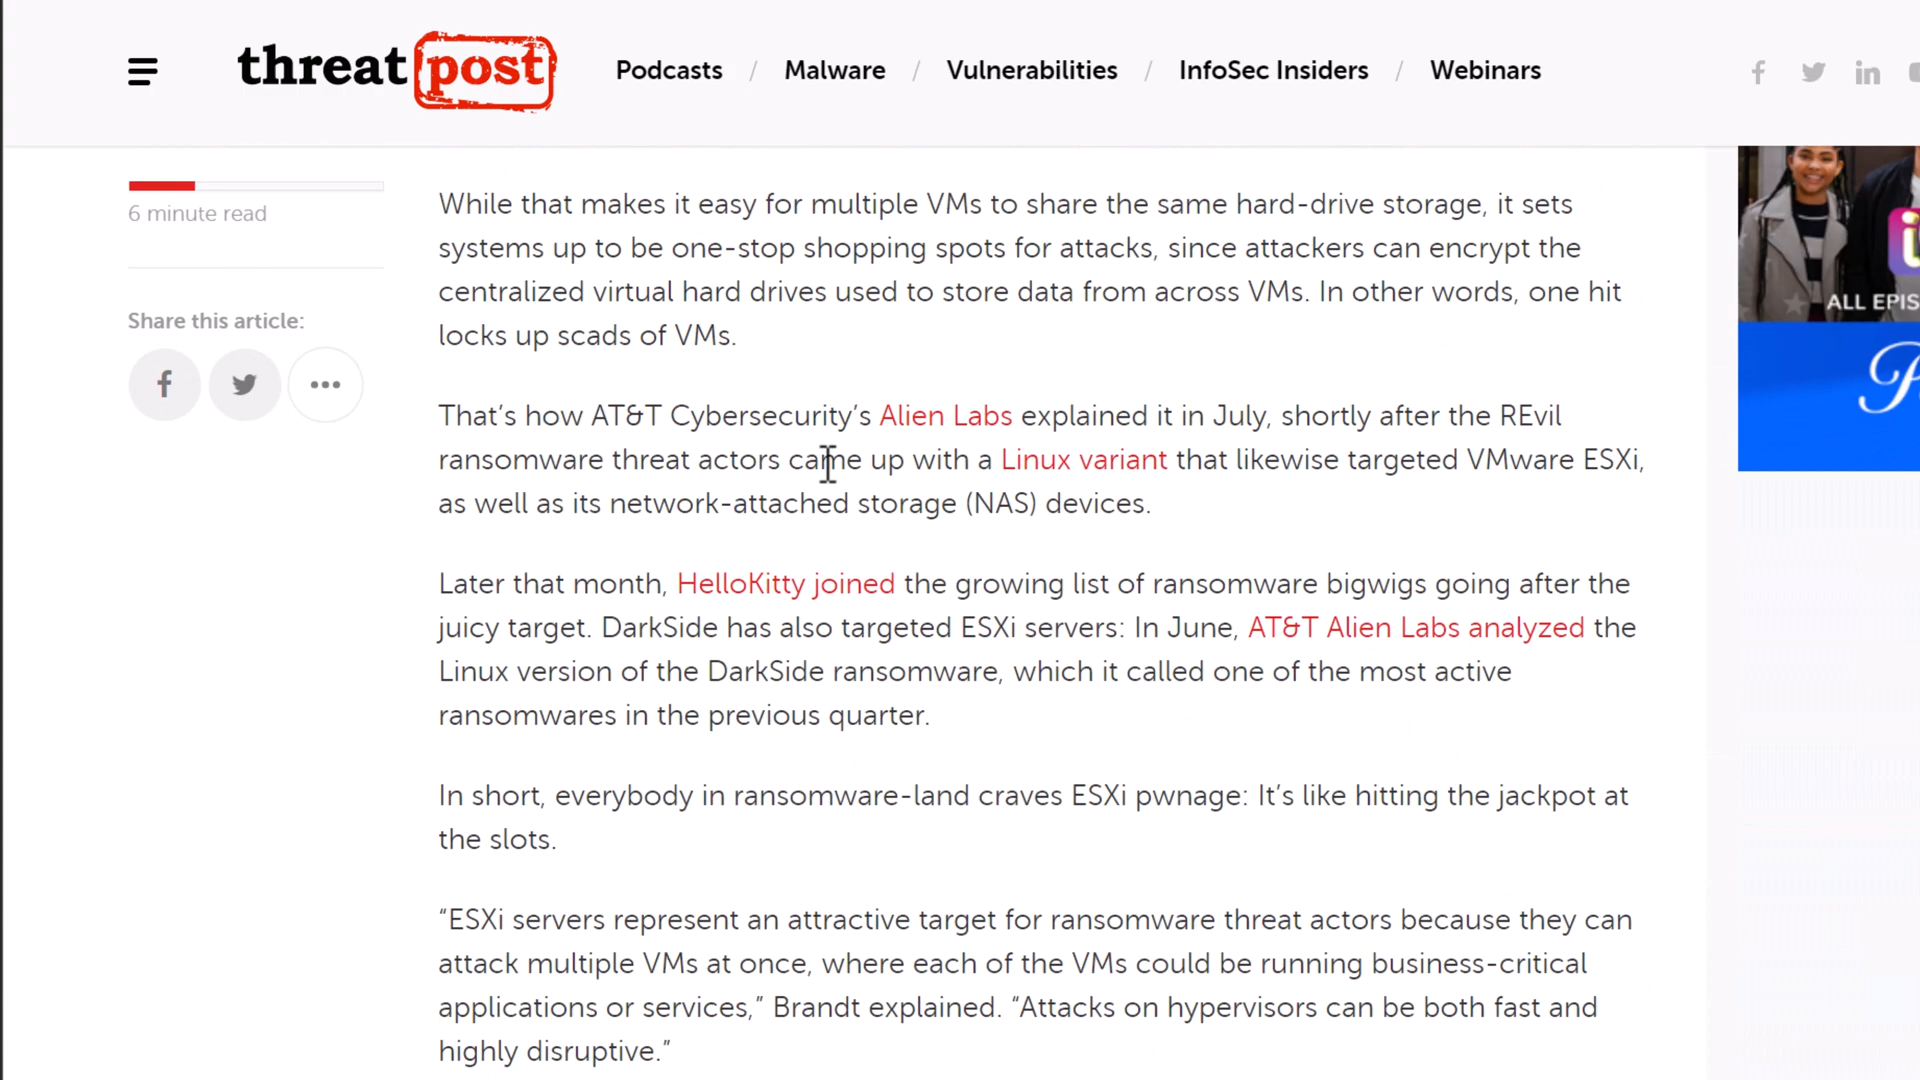 threatpost
Podcasts / Malware / Vulnerabilities / InfoSec Insiders / Webinars
6 minute read
Share this article:
While that makes it easy for multiple VMs to share the same hard-drive storage, it sets
systems up to be one-stop shopping spots for attacks, since attackers can encrypt the
centralized virtual hard drives used to store data from across VMs. In other words, one hit
locks up scads of VMs.
That’s how AT&T Cybersecurity’s Alien Labs explained it in July, shortly after the REvil
ransomware threat actors came up with a Linux variant that likewise targeted VMware ESXi,
as well as its network-attached storage (NAS) devices.
Later that month, HelloKitty joined the growing list of ransomware bigwigs going after the
juicy target. DarkSide has also targeted ESXi servers: In June, AT&T Alien Labs analyzed the
Linux version of the DarkSide ransomware, which it called one of the most active
ransomwares in the previous quarter.
In short, everybody in ransomware-land craves ESXi pwnage: It’s like hitting the jackpot at
the slots.
“ESXi servers represent an attractive target for ransomware threat actors because they can
attack multiple VMs at once, where each of the VMs could be running business-critical
applications or services,” Brandt explained. “Attacks on hypervisors can be both fast and
highly disruptive.”
ALL EPIS